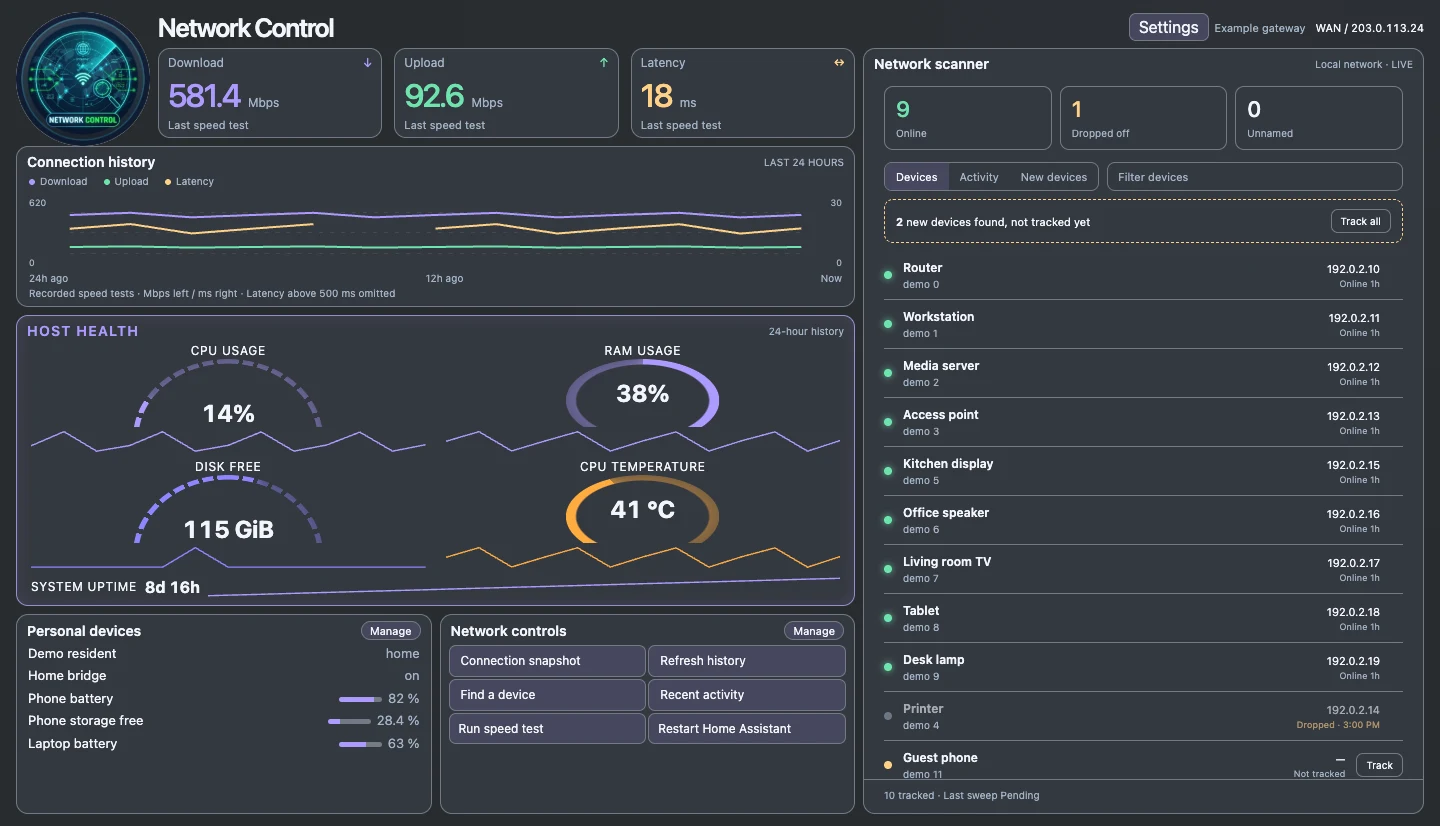 NETWORK CONTROL
Network Control
Settings
Example gateway
WAN / 203.0.113.24
Download ↓
581.4 Mbps
Last speed test
Upload ↑
92.6 Mbps
Last speed test
Latency ↔
18 ms
Last speed test
Connection history
LAST 24 HOURS
Download Upload Latency
620
30
0
0
24h ago
12h ago
Now
Recorded speed tests · Mbps left / ms right · Latency above 500 ms omitted
HOST HEALTH
24-hour history
CPU USAGE
14%
RAM USAGE
38%
DISK FREE
115 GiB
CPU TEMPERATURE
41 °C
SYSTEM UPTIME 8d 16h
Personal devices
Manage
Demo resident home
Home bridge on
Phone battery 82 %
Phone storage free 28.4 %
Laptop battery 63 %
Network controls
Manage
Connection snapshot
Refresh history
Find a device
Recent activity
Run speed test
Restart Home Assistant
Network scanner
Local network · LIVE
9
Online
1
Dropped off
0
Unnamed
Devices
Activity
New devices
Filter devices
2 new devices found, not tracked yet
Track all
Router 192.0.2.10
demo 0 Online 1h
Workstation 192.0.2.11
demo 1 Online 1h
Media server 192.0.2.12
demo 2 Online 1h
Access point 192.0.2.13
demo 3 Online 1h
Kitchen display 192.0.2.15
demo 5 Online 1h
Office speaker 192.0.2.16
demo 6 Online 1h
Living room TV 192.0.2.17
demo 7 Online 1h
Tablet 192.0.2.18
demo 8 Online 1h
Desk lamp 192.0.2.19
demo 9 Online 1h
Printer 192.0.2.14
demo 4 Dropped · 3:00 PM
Guest phone —
demo 11 Not tracked
Track
10 tracked · Last sweep Pending